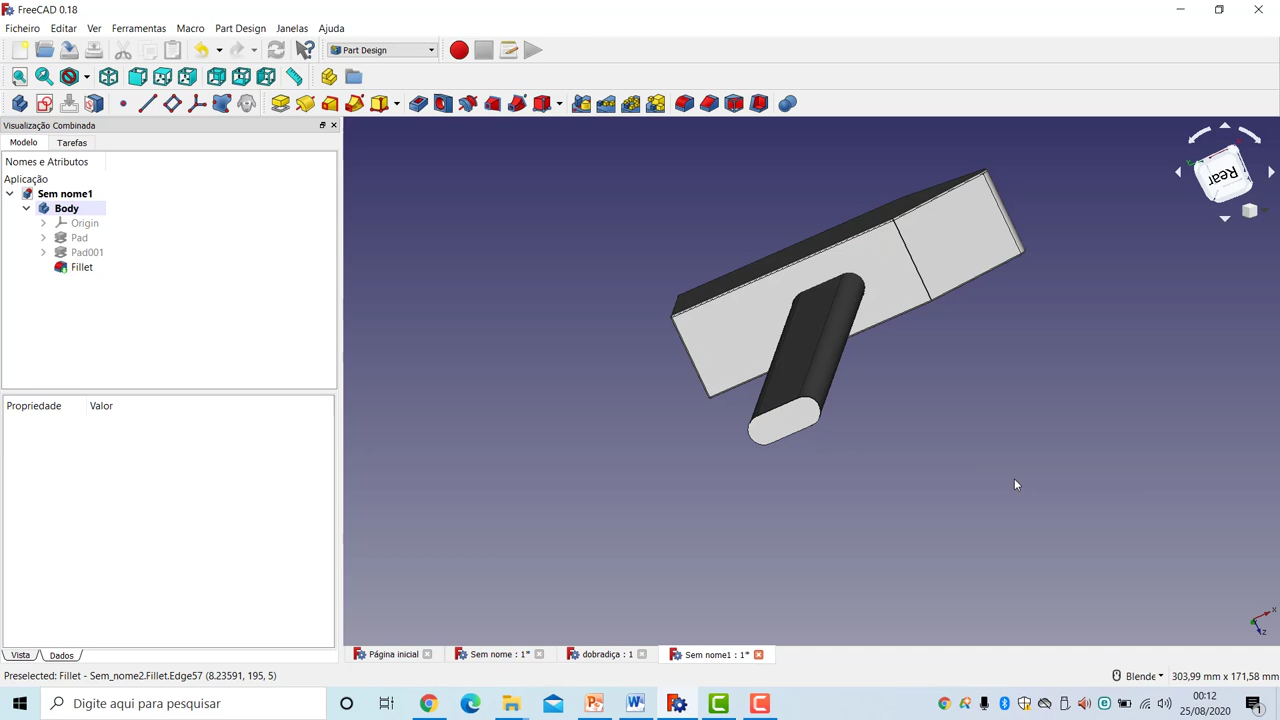 FreeCAD 0.18
Ficheiro Editar Ver Ferramentas Macro Part Design Janelas Ajuda
Part Design
Visualização Combinada
Modelo Tarefas
Nomes e Atributos
Aplicação
Sem nome1
Body
Origin
Pad
Pad001
Fillet
Propriedade Valor
Rear
X
Y
Z
Vista Dados
Página inicial Sem nome : 1* dobradiça : 1 Sem nome1 : 1*
Preselected: Fillet - Sem_nome2.Fillet.Edge57 (8.23591, 195, 5) Blende 303,99 mm x 171,58 mm
Digite aqui para pesquisar
00:12
25/08/2020
1